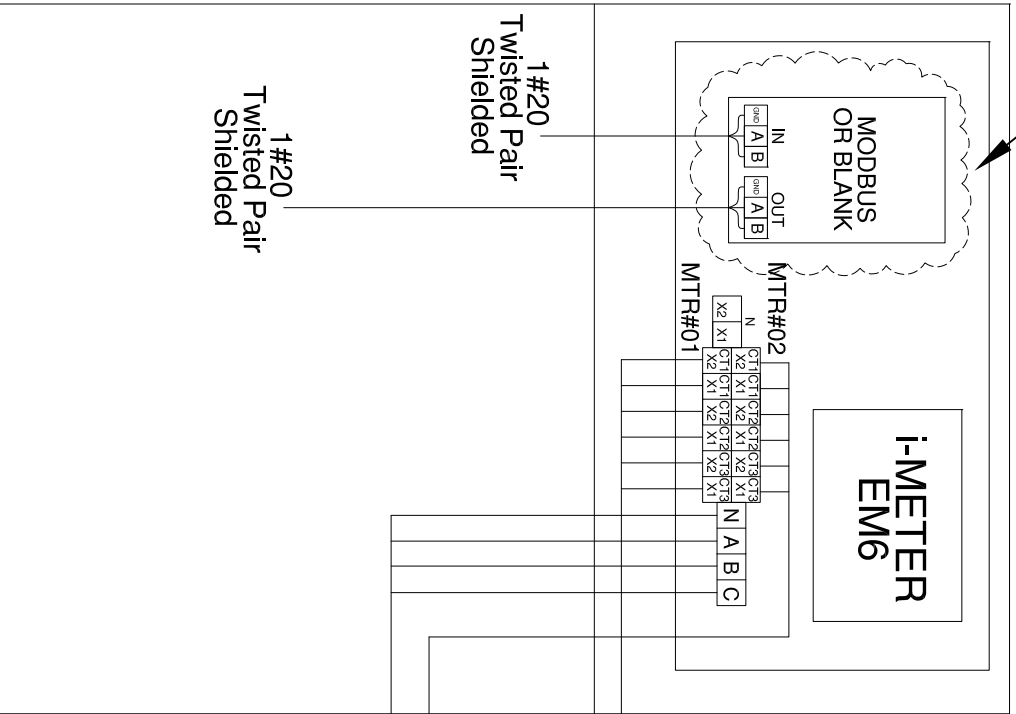 MODBUS
OR BLANK
i-METER
EM6
IN
GND A B
OUT
GND A B
MTR#02
N
X2 X1
CT1 CT1 CT2 CT2 CT3 CT3
X2 X1 X2 X1 X2 X1
CT1 CT1 CT2 CT2 CT3 CT3
X2 X1 X2 X1 X2 X1
N A B C
MTR#01
1#20
Twisted Pair
Shielded
1#20
Twisted Pair
Shielded